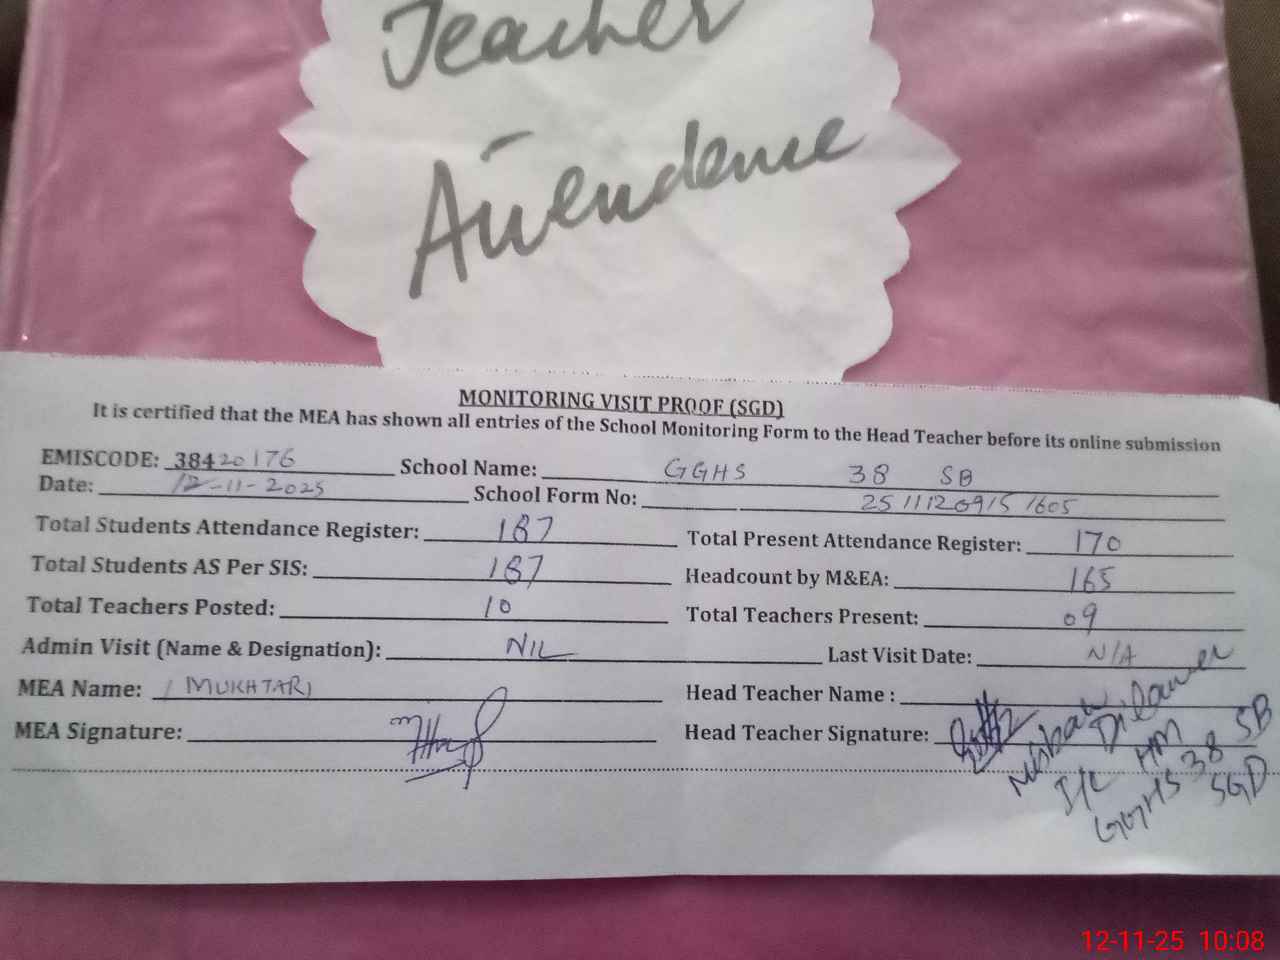 Teacher
Attendence
MONITORING VISIT PROOF (SGD)
It is certified that the MEA has shown all entries of the School Monitoring Form to the Head Teacher before its online submission
EMISCODE: 38420176 School Name: GGHS 38 SB
Date: 12-11-2025 School Form No: 2511120915 1605
Total Students Attendance Register: 187 Total Present Attendance Register: 170
Total Students AS Per SIS: 187 Headcount by M&EA: 165
Total Teachers Posted: 10 Total Teachers Present: 09
Admin Visit (Name & Designation): NIL Last Visit Date: N/A
MEA Name: MUKHTAR Head Teacher Name :
MEA Signature: Head Teacher Signature:
Misbah Dilawer
I/C HM
GGHS 38 SB
SGD
12-11-25 10:08